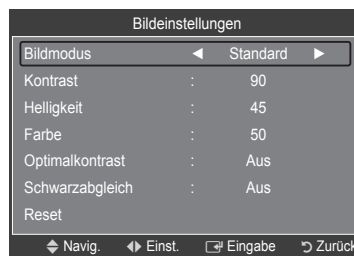 Bildeinstellungen
Bildmodus ◄ Standard ►
Kontrast : 90
Helligkeit : 45
Farbe : 50
Optimalkontrast : Aus
Schwarzabgleich : Aus
Reset
Navig. Einst. Eingabe Zurück